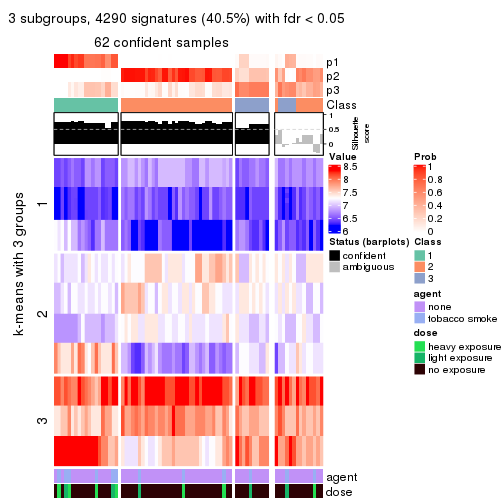 3 subgroups, 4290 signatures (40.5%) with fdr < 0.05
62 confident samples
p1
p2
p3
Class
1
0.5
0
Silhouette
score
k-means with 3 groups
1
2
3
Value
8.5
8
7.5
7
6.5
6
Prob
1
0.8
0.6
0.4
0.2
0
Status (barplots)
confident
ambiguous
Class
1
2
3
agent
none
tobacco smoke
dose
heavy exposure
light exposure
no exposure
agent
dose